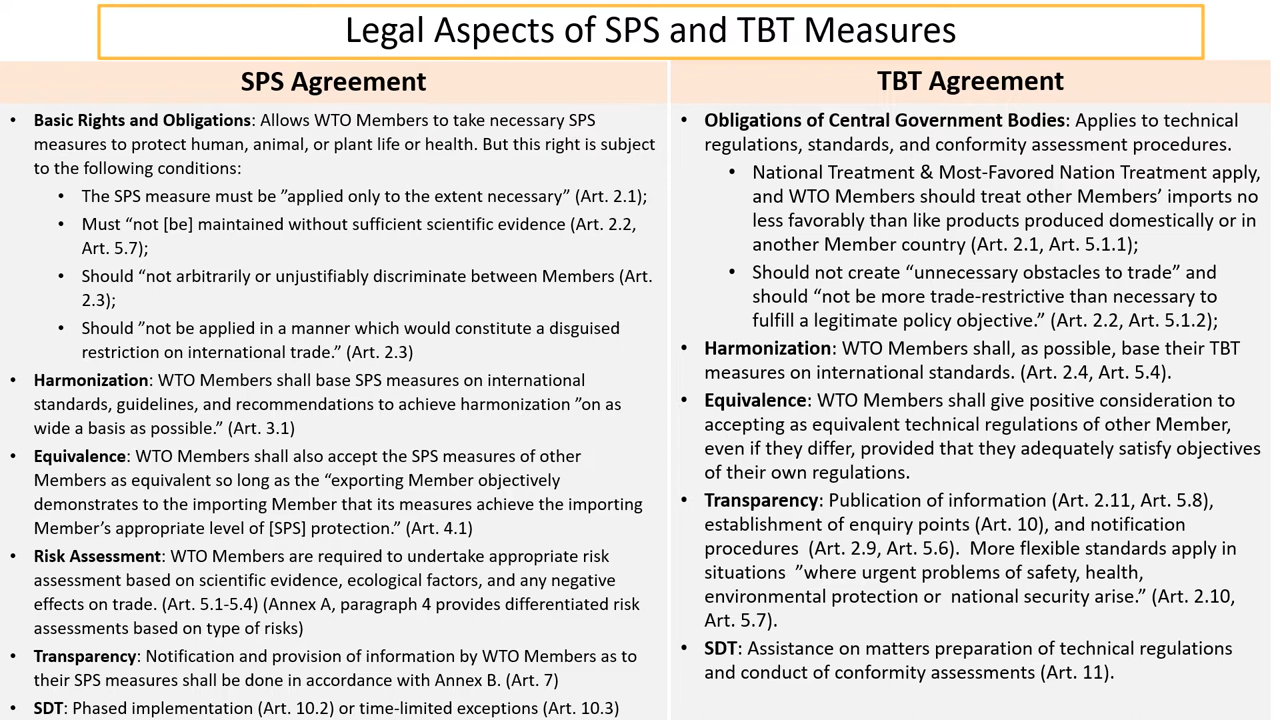 Legal Aspects of SPS and TBT Measures
SPS Agreement
• Basic Rights and Obligations: Allows WTO Members to take necessary SPS
measures to protect human, animal, or plant life or health. But this right is subject
to the following conditions:
• The SPS measure must be ”applied only to the extent necessary” (Art. 2.1);
• Must “not [be] maintained without sufficient scientific evidence (Art. 2.2,
Art. 5.7);
• Should “not arbitrarily or unjustifiably discriminate between Members (Art.
2.3);
• Should ”not be applied in a manner which would constitute a disguised
restriction on international trade.” (Art. 2.3)
• Harmonization: WTO Members shall base SPS measures on international
standards, guidelines, and recommendations to achieve harmonization ”on as
wide a basis as possible.” (Art. 3.1)
• Equivalence: WTO Members shall also accept the SPS measures of other
Members as equivalent so long as the “exporting Member objectively
demonstrates to the importing Member that its measures achieve the importing
Member’s appropriate level of [SPS] protection.” (Art. 4.1)
• Risk Assessment: WTO Members are required to undertake appropriate risk
assessment based on scientific evidence, ecological factors, and any negative
effects on trade. (Art. 5.1-5.4) (Annex A, paragraph 4 provides differentiated risk
assessments based on type of risks)
• Transparency: Notification and provision of information by WTO Members as to
their SPS measures shall be done in accordance with Annex B. (Art. 7)
• SDT: Phased implementation (Art. 10.2) or time-limited exceptions (Art. 10.3)
TBT Agreement
• Obligations of Central Government Bodies: Applies to technical
regulations, standards, and conformity assessment procedures.
• National Treatment & Most-Favored Nation Treatment apply,
and WTO Members should treat other Members’ imports no
less favorably than like products produced domestically or in
another Member country (Art. 2.1, Art. 5.1.1);
• Should not create “unnecessary obstacles to trade” and
should “not be more trade-restrictive than necessary to
fulfill a legitimate policy objective.” (Art. 2.2, Art. 5.1.2);
• Harmonization: WTO Members shall, as possible, base their TBT
measures on international standards. (Art. 2.4, Art. 5.4).
• Equivalence: WTO Members shall give positive consideration to
accepting as equivalent technical regulations of other Member,
even if they differ, provided that they adequately satisfy objectives
of their own regulations.
• Transparency: Publication of information (Art. 2.11, Art. 5.8),
establishment of enquiry points (Art. 10), and notification
procedures (Art. 2.9, Art. 5.6). More flexible standards apply in
situations ”where urgent problems of safety, health,
environmental protection or national security arise.” (Art. 2.10,
Art. 5.7).
• SDT: Assistance on matters preparation of technical regulations
and conduct of conformity assessments (Art. 11).